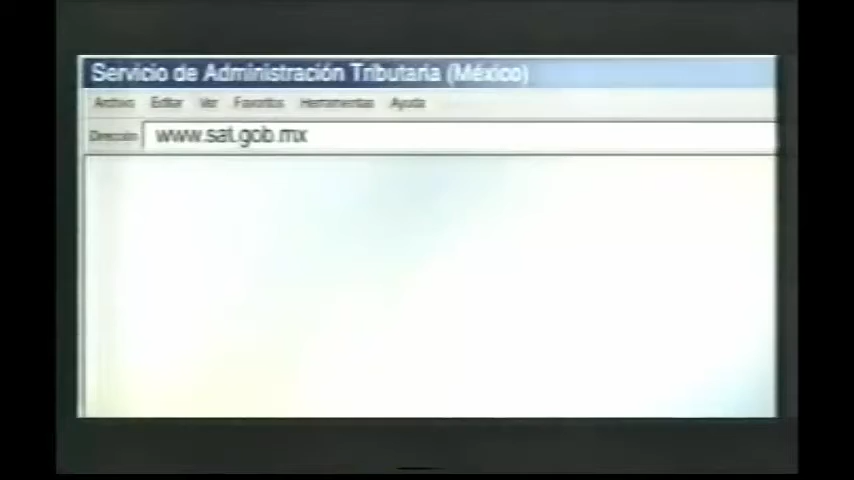 Servicio de Administración Tributaria (México)
Archivo Editar Ver Favoritos Herramientas Ayuda
Dirección www.sat.gob.mx